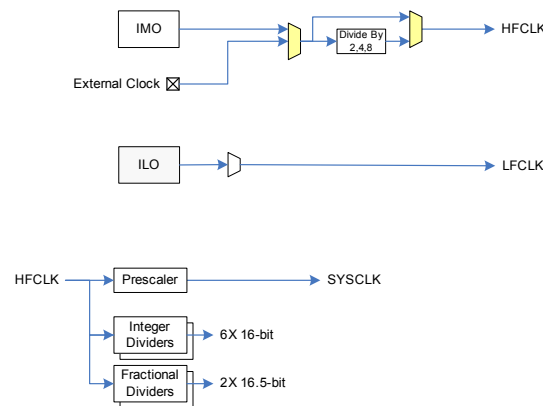 IMO
Divide By
2,4,8
HFCLK
External Clock
ILO
LFCLK
HFCLK
Prescaler
SYSCLK
Integer
Dividers
6X 16-bit
Fractional
Dividers
2X 16.5-bit